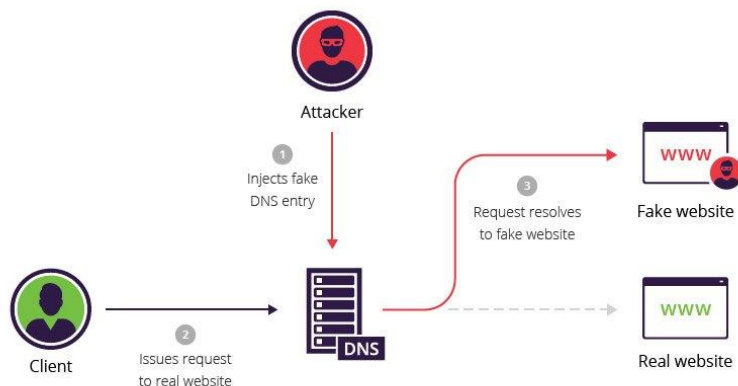 Attacker
1
Injects fake
DNS entry
www
3
Request resolves
to fake website
Fake website
Client
2
Issues request
to real website
DNS
www
Real website